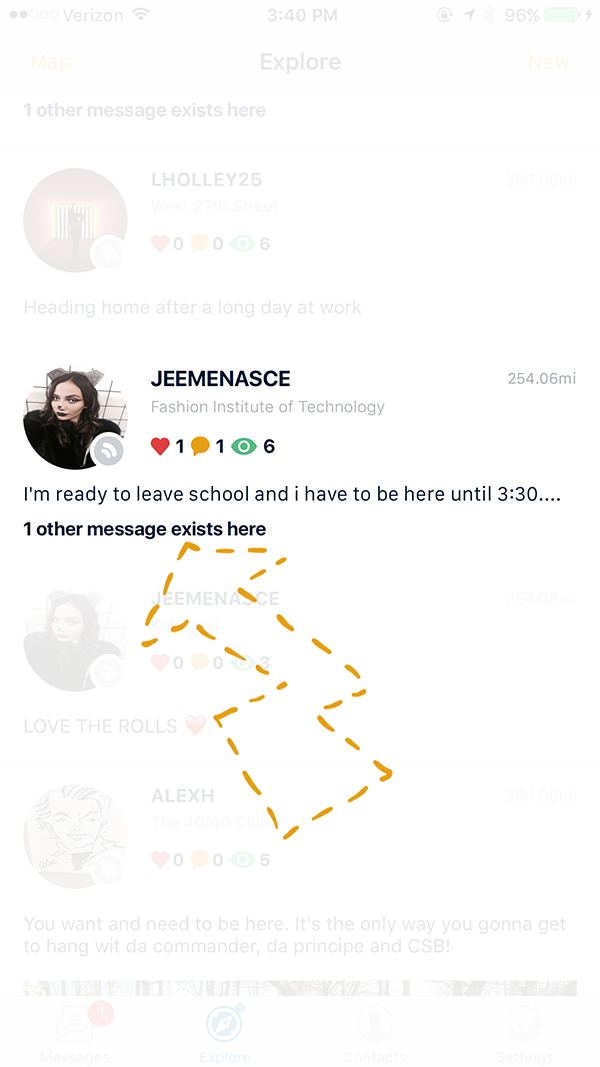 Verizon 3:40 PM 96%
Map Explore New
1 other message exists here
LHOLLEY25 254.06mi
West 27th Street
0 0 6
Heading home after a long day at work
JEEMENASCE 254.06mi
Fashion Institute of Technology
1 1 6
I'm ready to leave school and i have to be here until 3:30....
1 other message exists here
JEEMENASCE 254.08mi
0 0 3
LOVE THE ROLLS ❤️
ALEXH 254.08mi
The 40/40 Club
0 0 5
You want and need to be here. It's the only way you gonna get
to hang wit da commander, da principe and CSB!
1
Messages Explore Contacts Settings